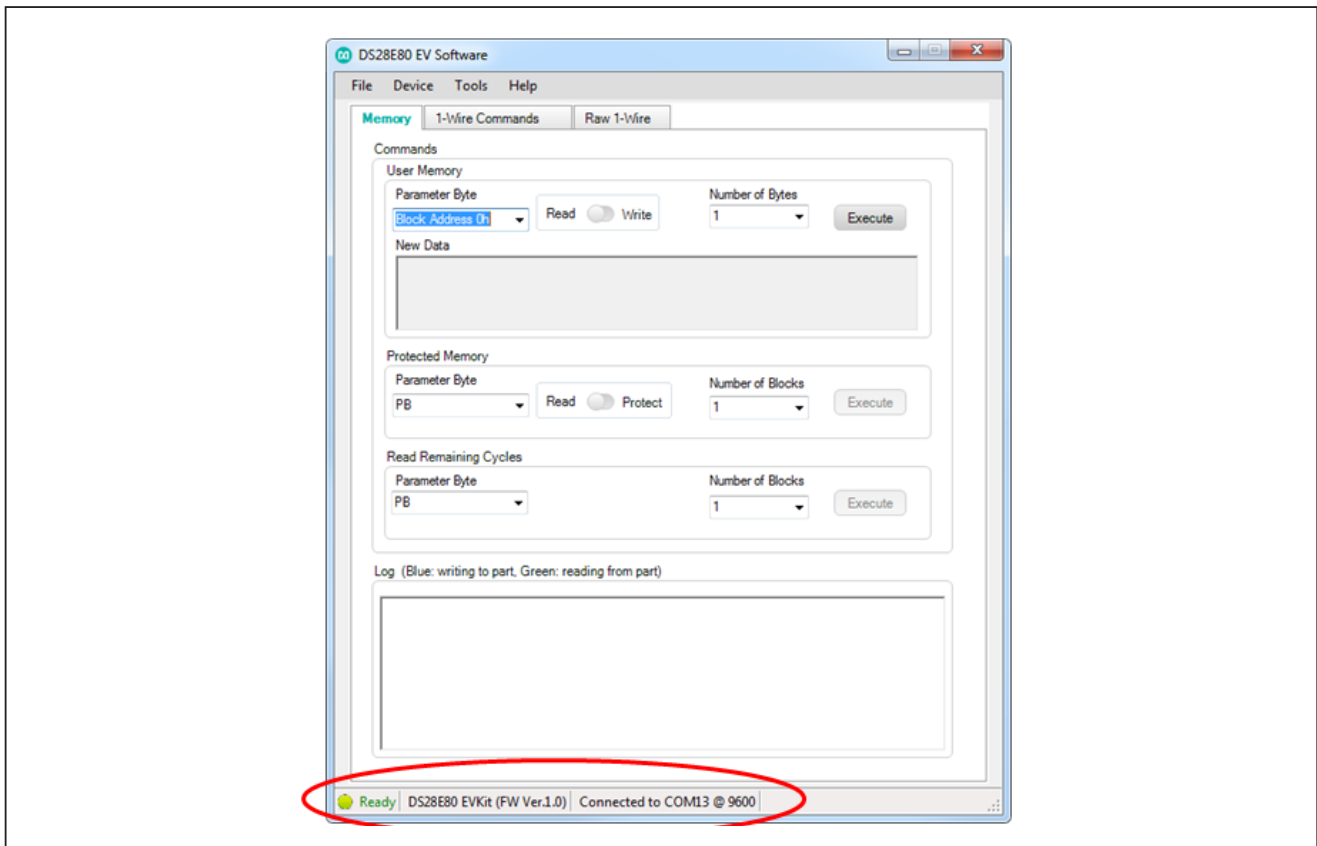 DS28E80 EV Software
File Device Tools Help
Memory 1-Wire Commands Raw 1-Wire
Commands
User Memory
Parameter Byte Number of Bytes
Block Address 0h Read Write 1 Execute
New Data
Protected Memory
Parameter Byte Number of Blocks
PB Read Protect 1 Execute
Read Remaining Cycles
Parameter Byte Number of Blocks
PB 1 Execute
Log (Blue: writing to part, Green: reading from part)
Ready DS28E80 EVKit (FW Ver.1.0) Connected to COM13 @ 9600